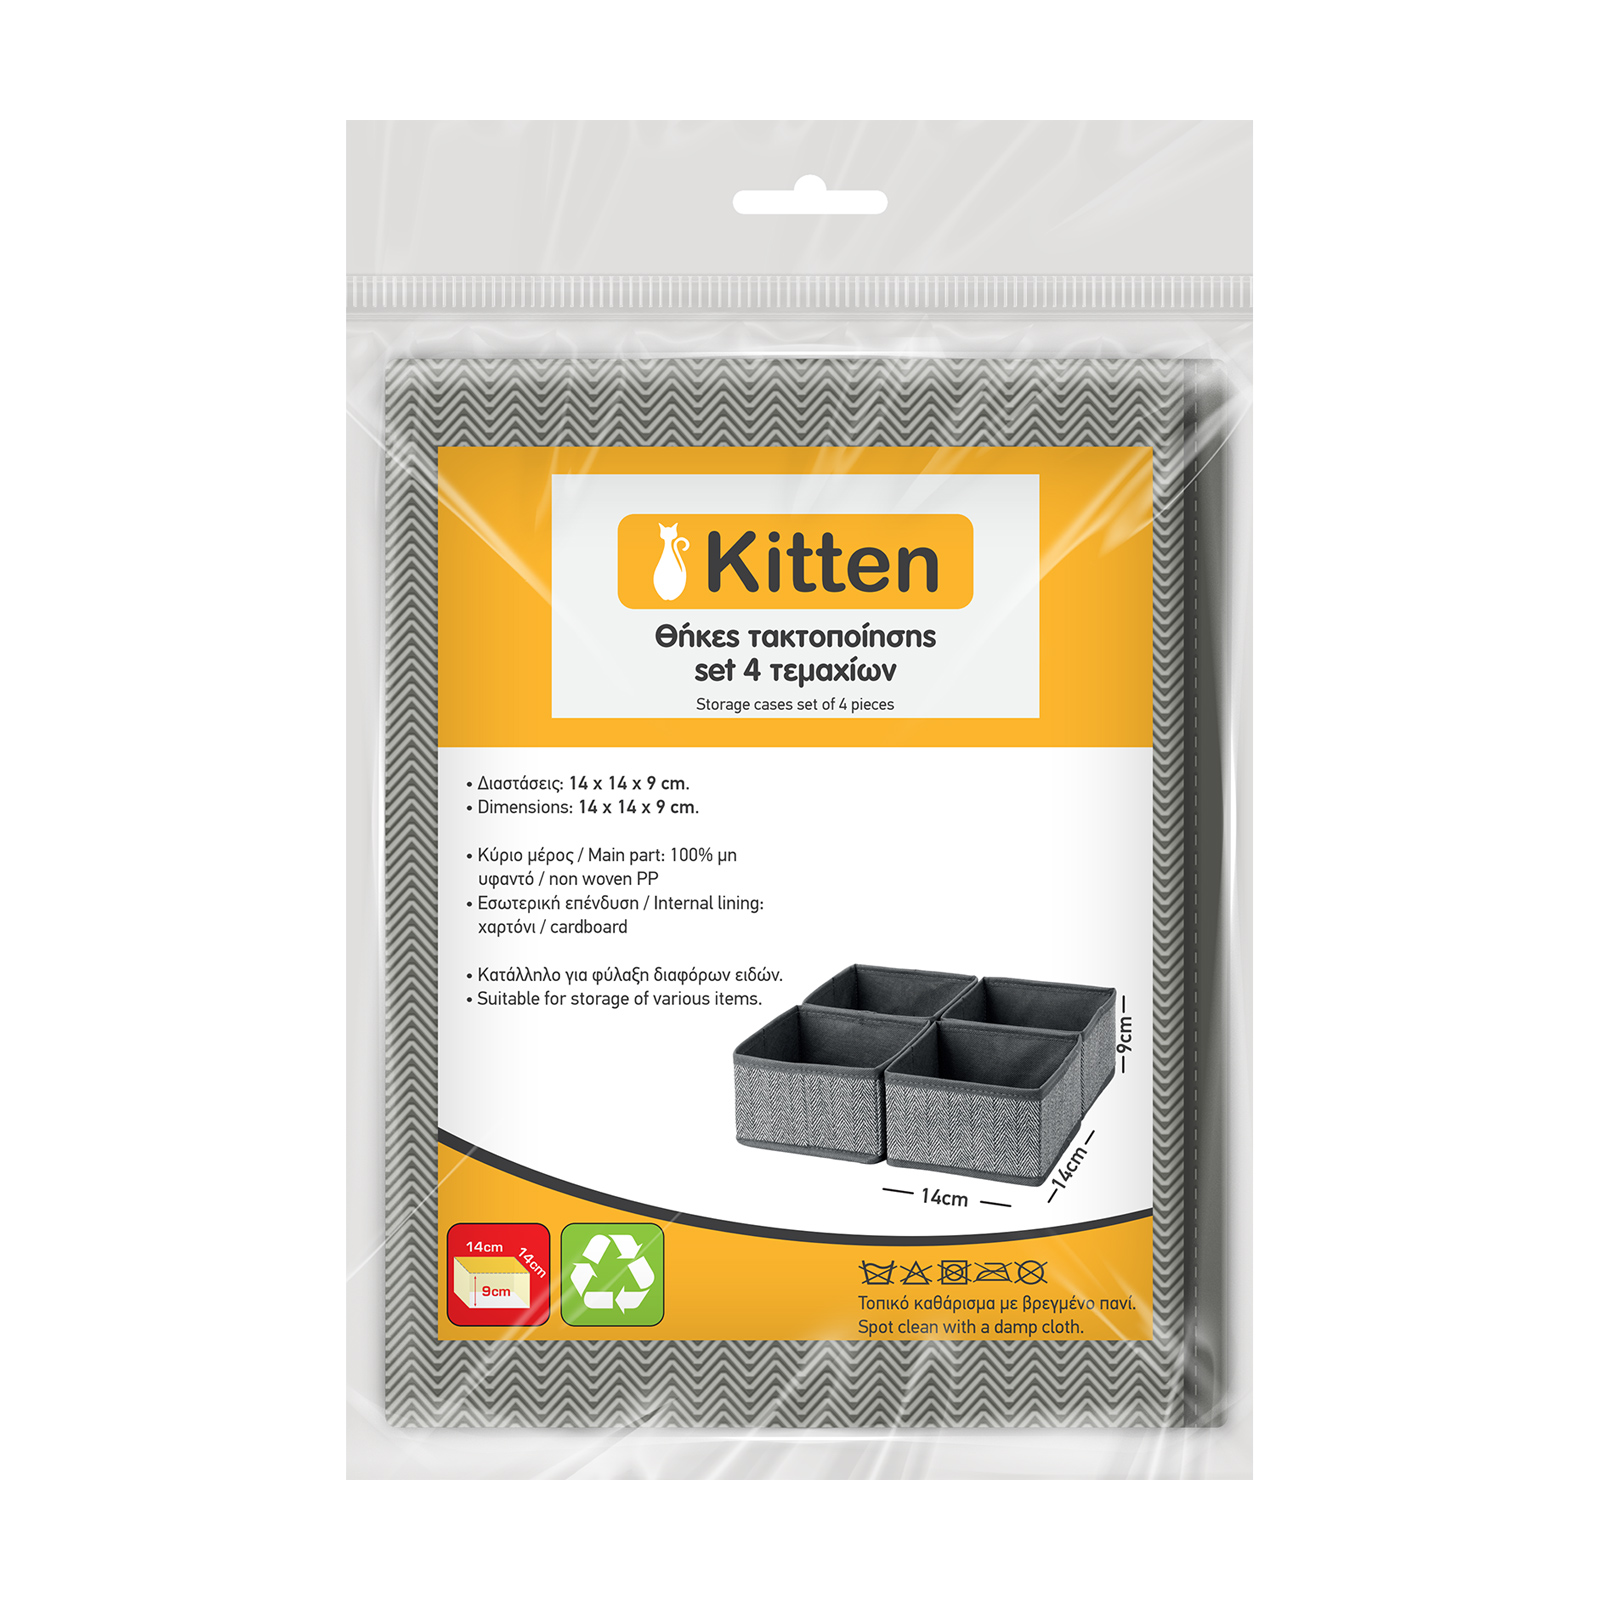 Kitten
Θήκες τακτοποίησης
set 4 τεμαχίων
Storage cases set of 4 pieces
• Διαστάσεις: 14 x 14 x 9 cm.
• Dimensions: 14 x 14 x 9 cm.
• Κύριο μέρος / Main part: 100% μη
υφαντό / non woven PP
• Εσωτερική επένδυση / Internal lining:
χαρτόνι / cardboard
• Κατάλληλο για φύλαξη διαφόρων ειδών.
• Suitable for storage of various items.
9cm
14cm
14cm
14cm
14cm
9cm
Τοπικό καθάρισμα με βρεγμένο πανί.
Spot clean with a damp cloth.